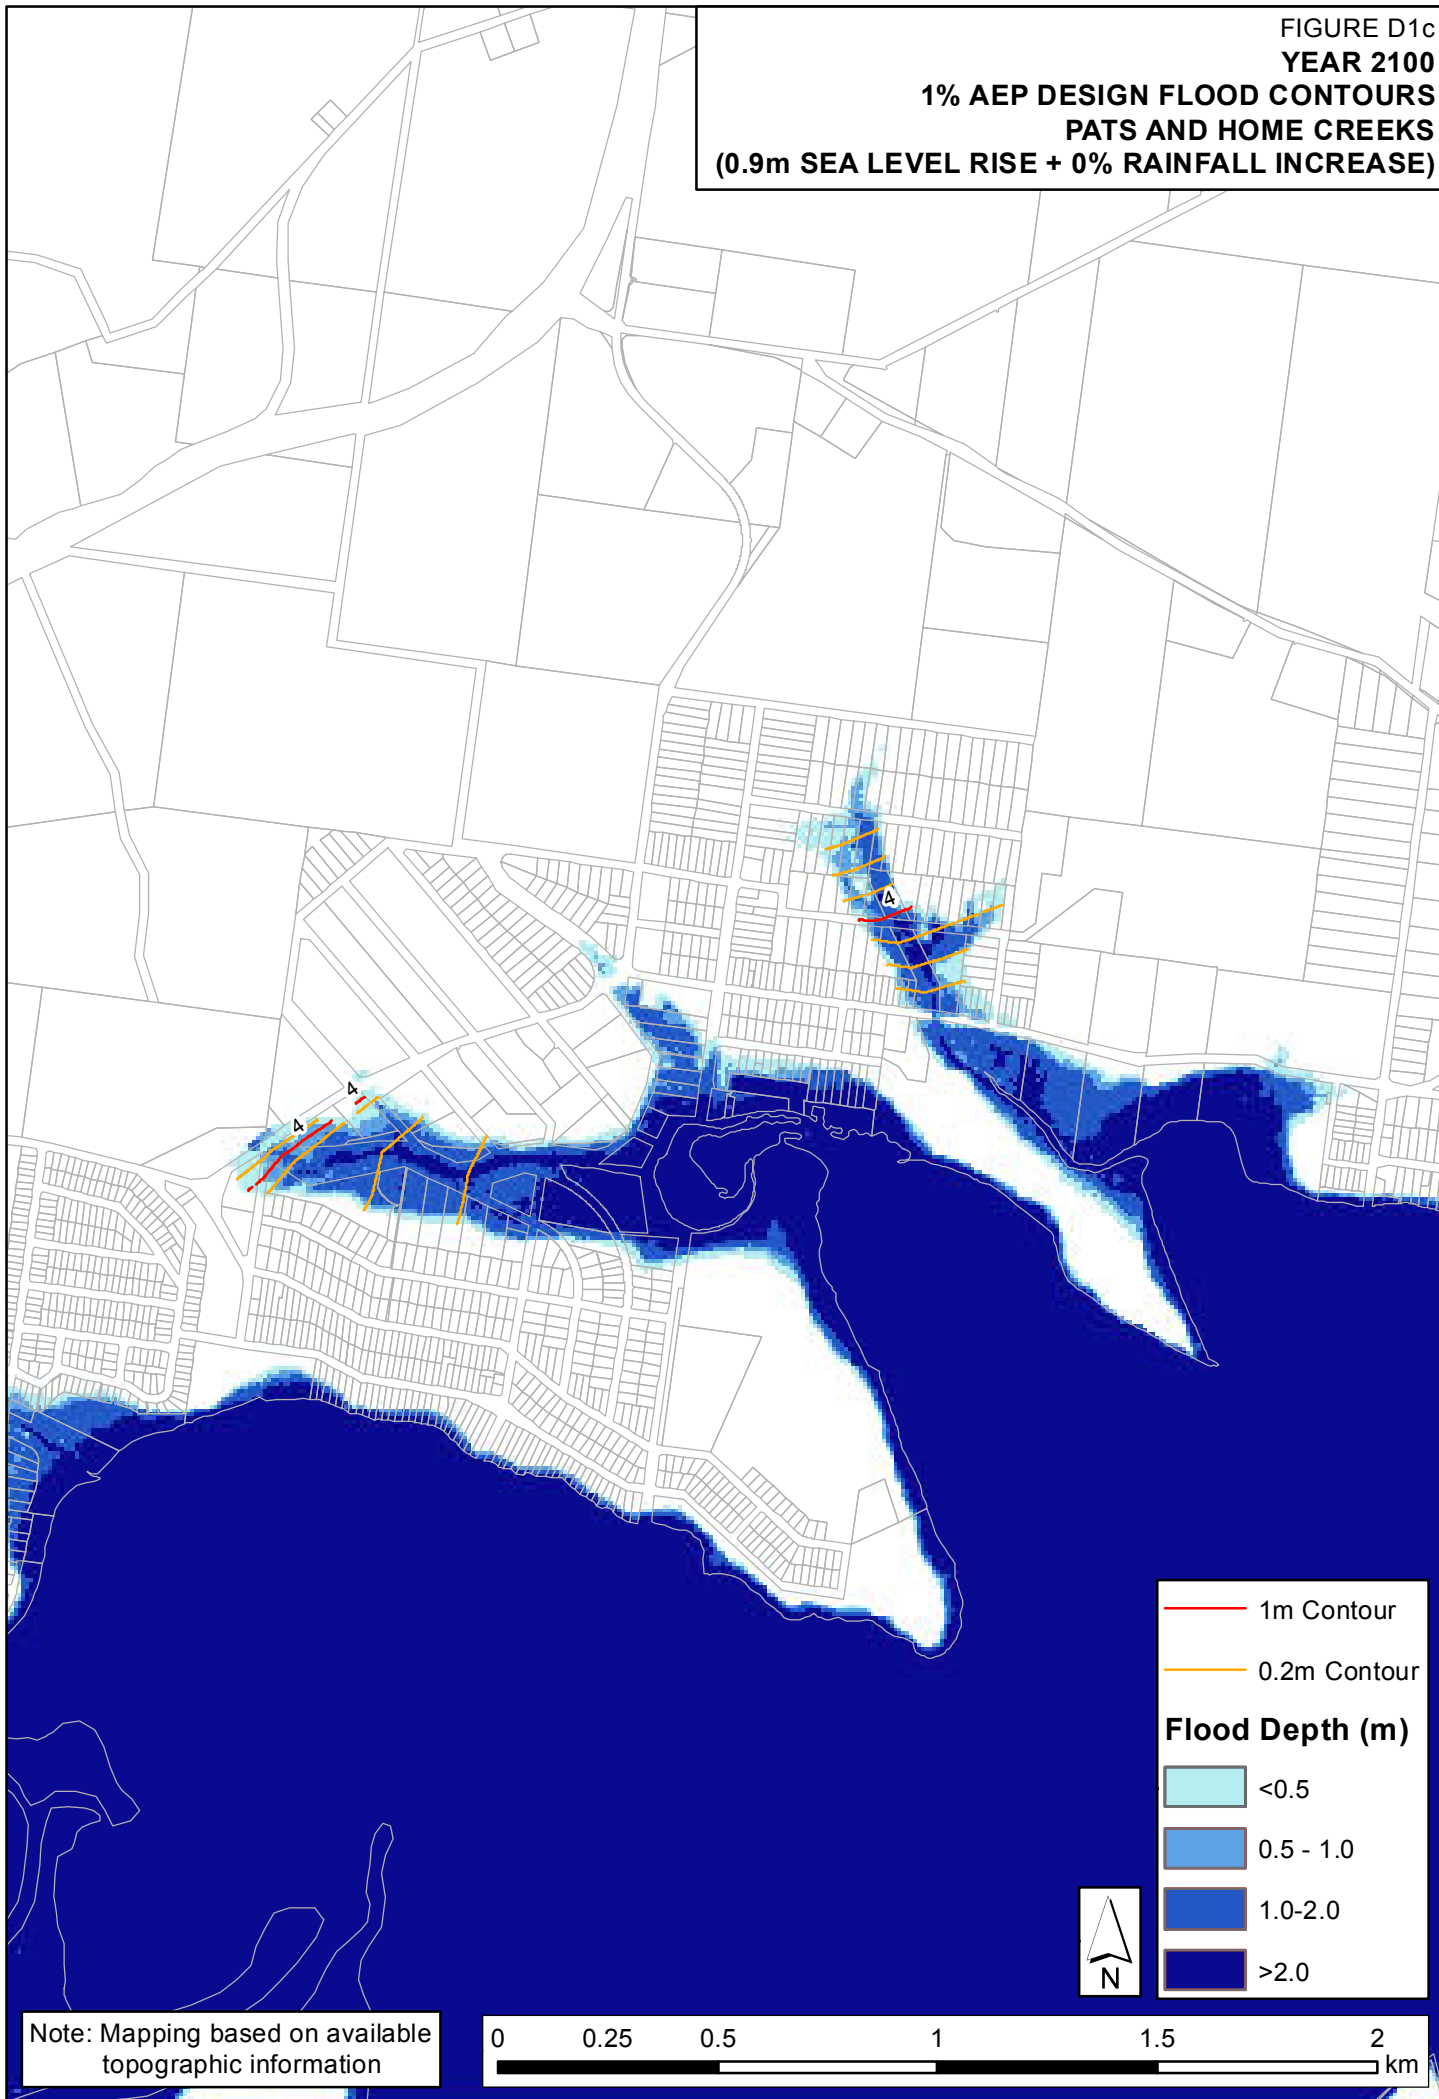 FIGURE D1c
YEAR 2100
1% AEP DESIGN FLOOD CONTOURS
PATS AND HOME CREEKS
(0.9m SEA LEVEL RISE + 0% RAINFALL INCREASE)
4
4
4
1m Contour
0.2m Contour
Flood Depth (m)
<0.5
0.5 - 1.0
1.0-2.0
>2.0
N
Note: Mapping based on available
topographic information
0 0.25 0.5 1 1.5 2
km